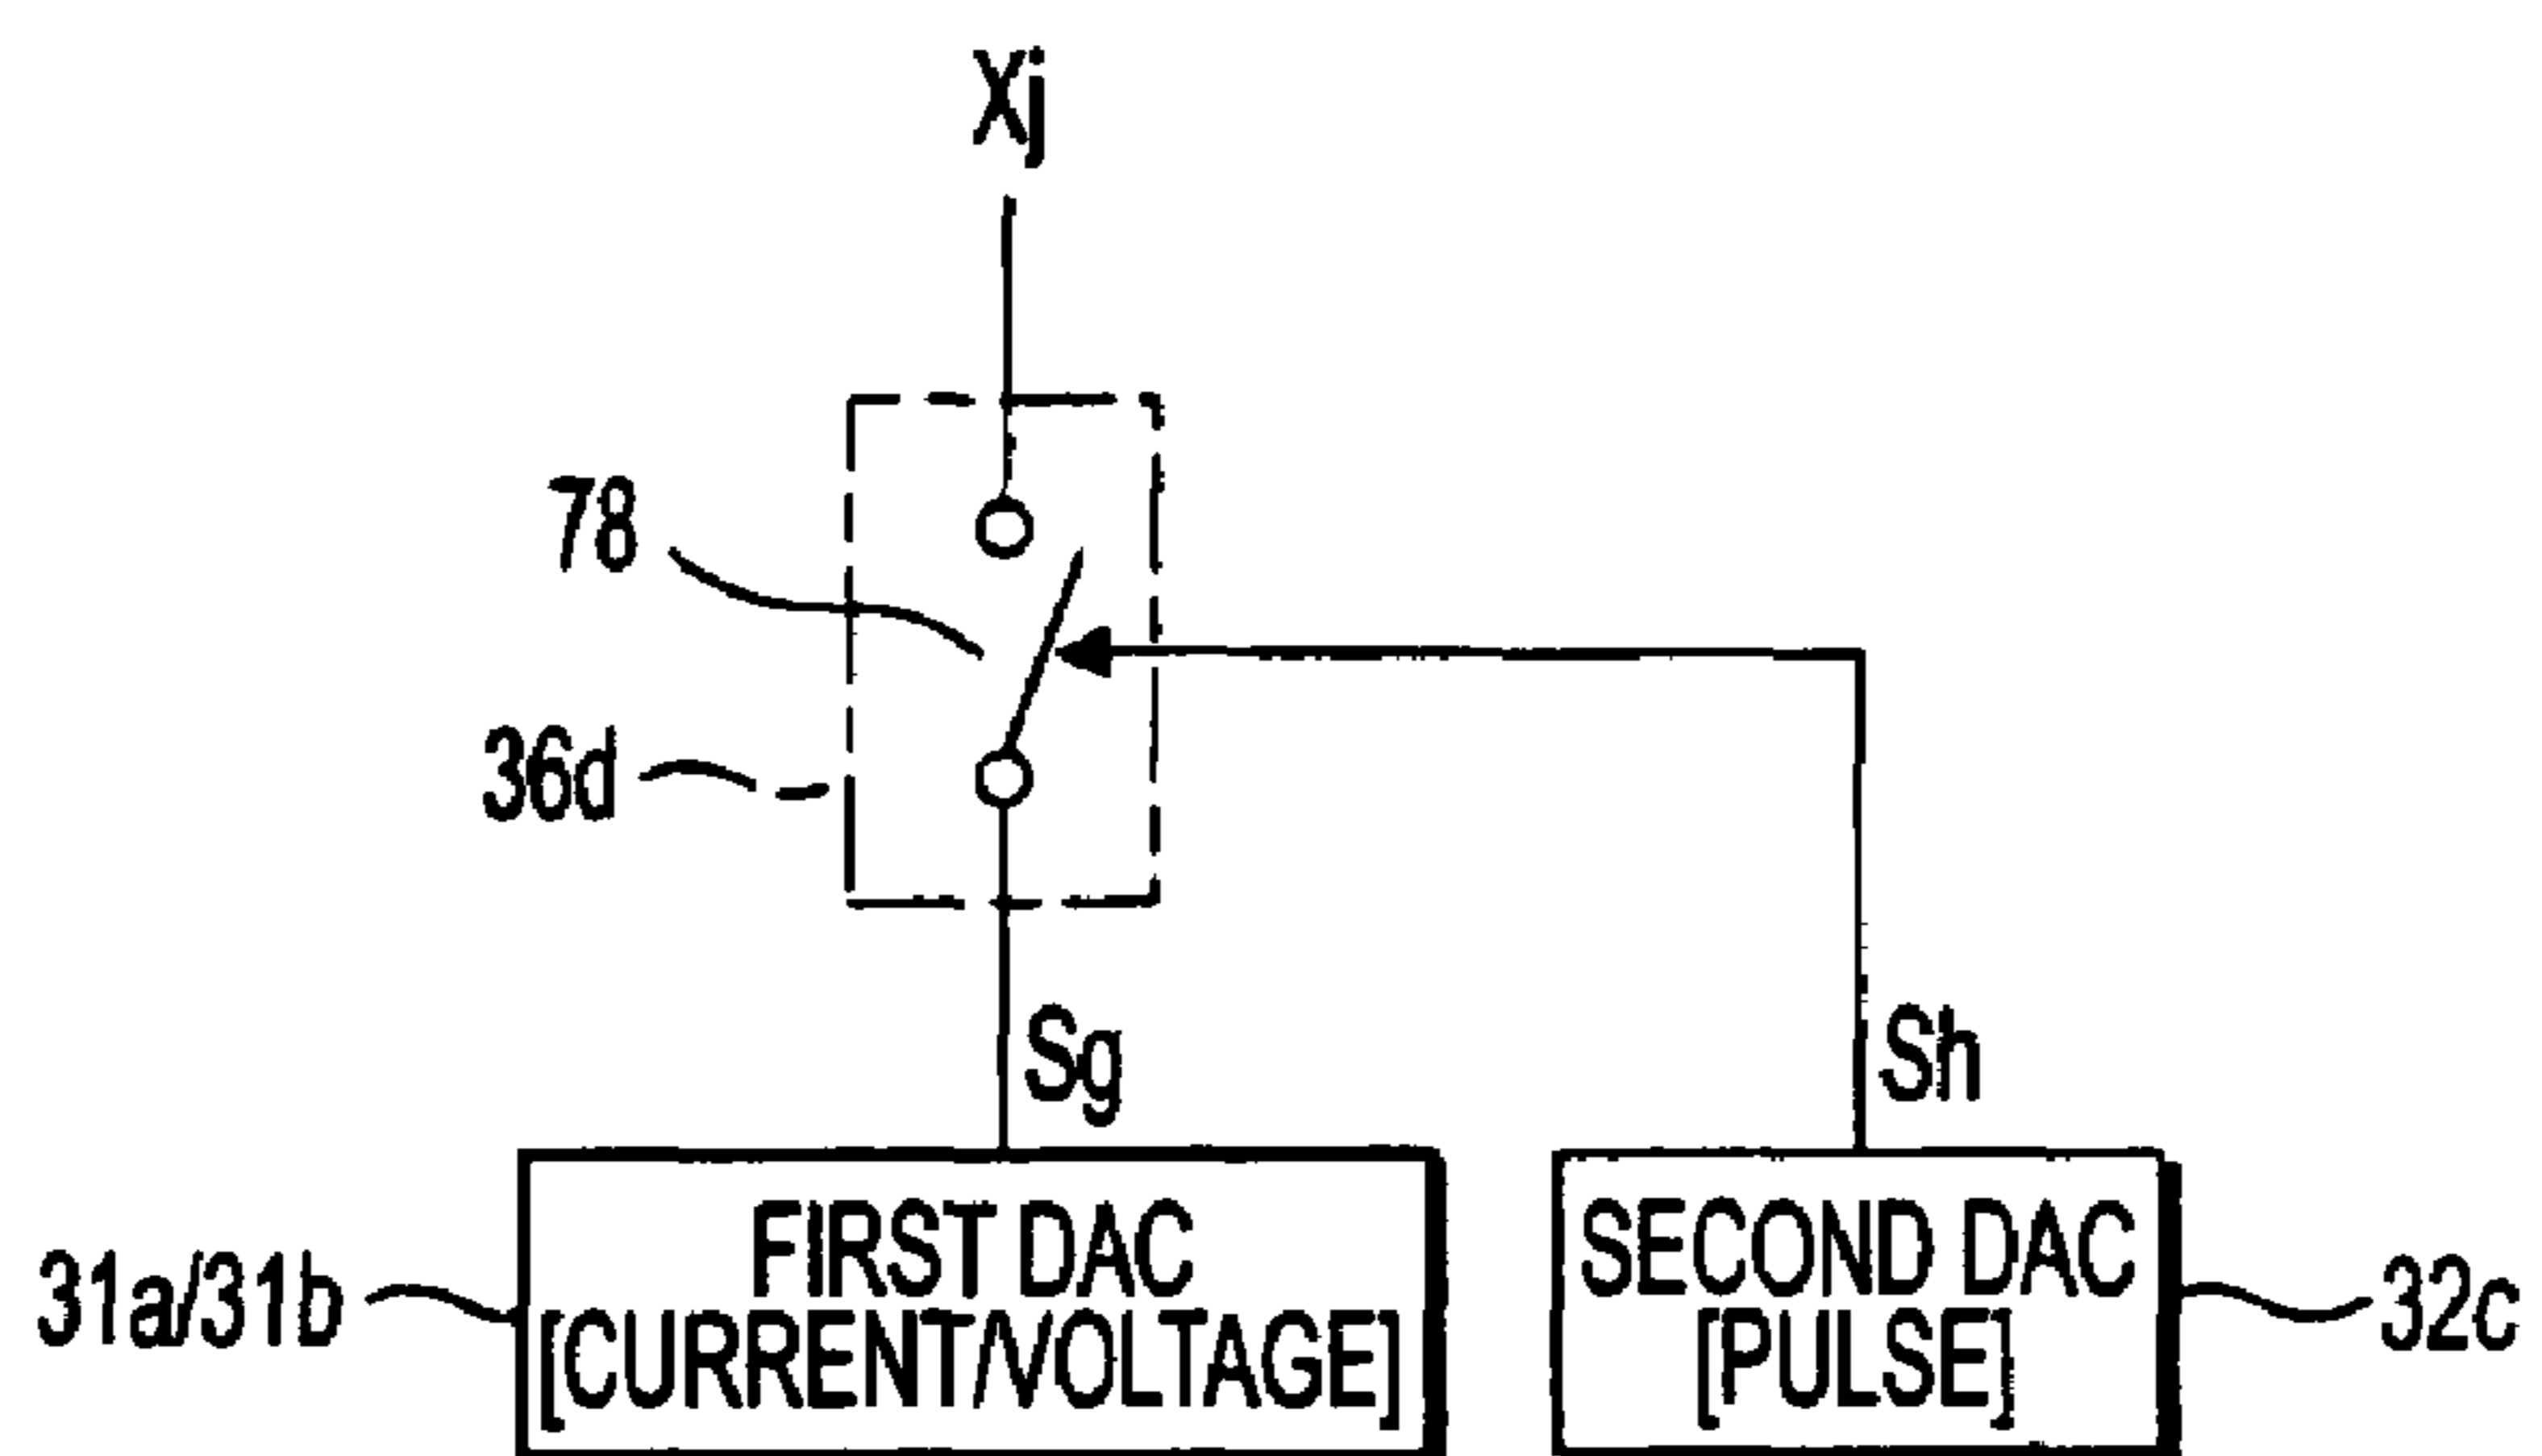 Xj
78
36d
Sg
Sh
31a/31b
FIRST DAC
[CURRENT/VOLTAGE]
SECOND DAC
[PULSE]
32c